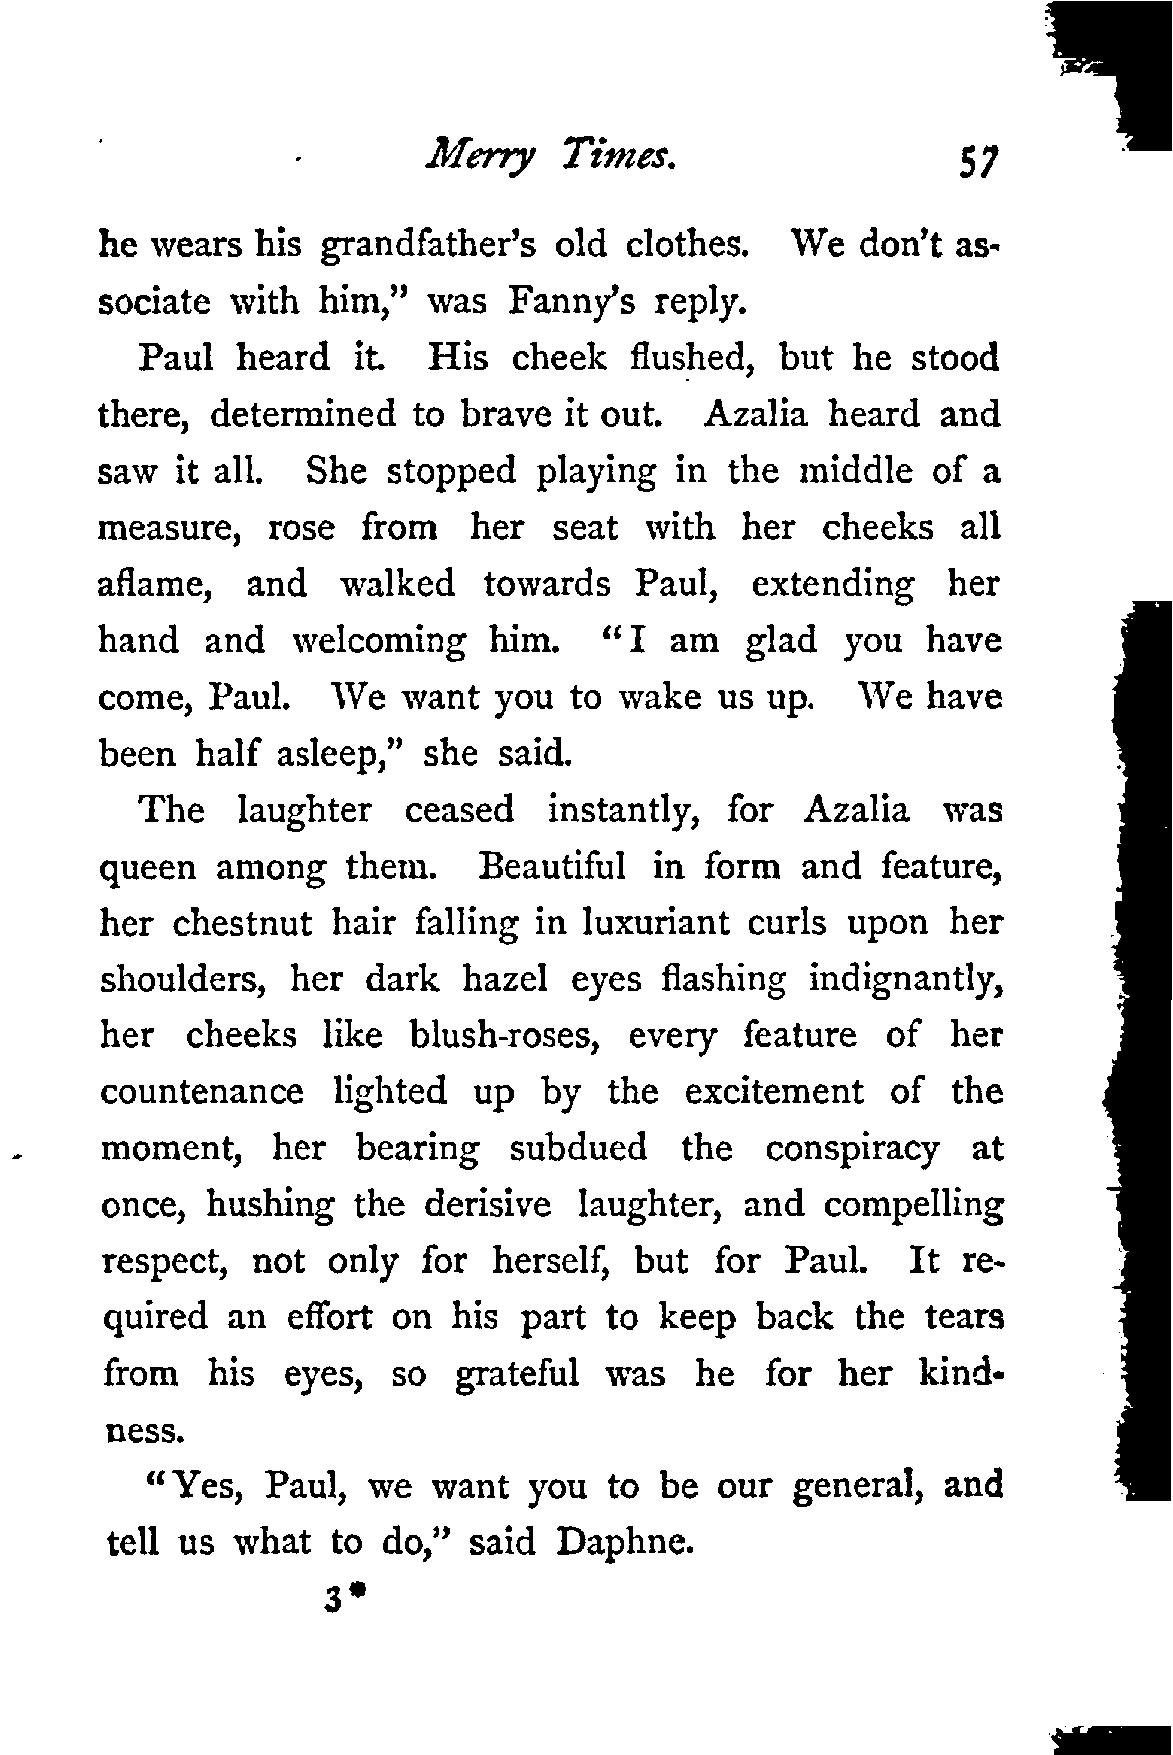 Merry Times. 57
he wears his grandfather's old clothes. We don't as-
sociate with him," was Fanny's reply.
Paul heard it. His cheek flushed, but he stood
there, determined to brave it out. Azalia heard and
saw it all. She stopped playing in the middle of a
measure, rose from her seat with her cheeks all
aflame, and walked towards Paul, extending her
hand and welcoming him. "I am glad you have
come, Paul. We want you to wake us up. We have
been half asleep," she said.
The laughter ceased instantly, for Azalia was
queen among them. Beautiful in form and feature,
her chestnut hair falling in luxuriant curls upon her
shoulders, her dark hazel eyes flashing indignantly,
her cheeks like blush-roses, every feature of her
countenance lighted up by the excitement of the
moment, her bearing subdued the conspiracy at
once, hushing the derisive laughter, and compelling
respect, not only for herself, but for Paul. It re-
quired an effort on his part to keep back the tears
from his eyes, so grateful was he for her kind-
ness.
"Yes, Paul, we want you to be our general, and
tell us what to do," said Daphne.
3*